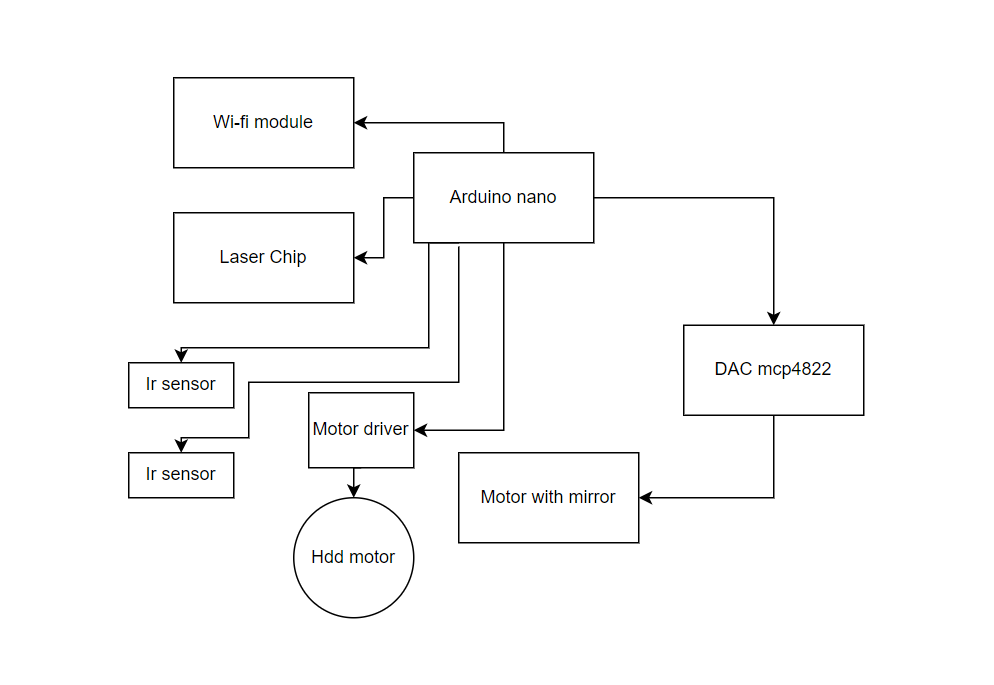 Wi-fi module
Arduino nano
Laser Chip
DAC mcp4822
Ir sensor
Motor driver
Ir sensor
Motor with mirror
Hdd motor